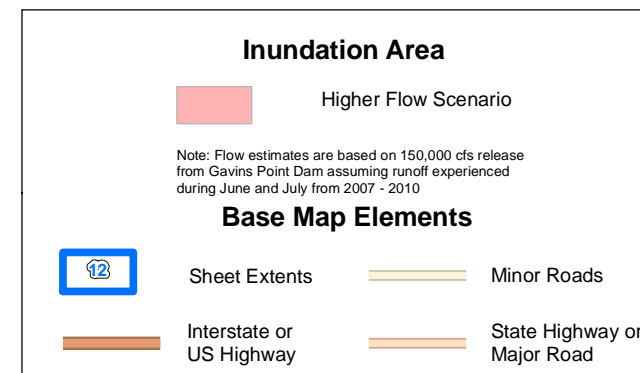 Inundation Area
Higher Flow Scenario
Note: Flow estimates are based on 150,000 cfs release
from Gavins Point Dam assuming runoff experienced
during June and July from 2007 - 2010
Base Map Elements
12
Sheet Extents
Minor Roads
Interstate or
US Highway
State Highway or
Major Road